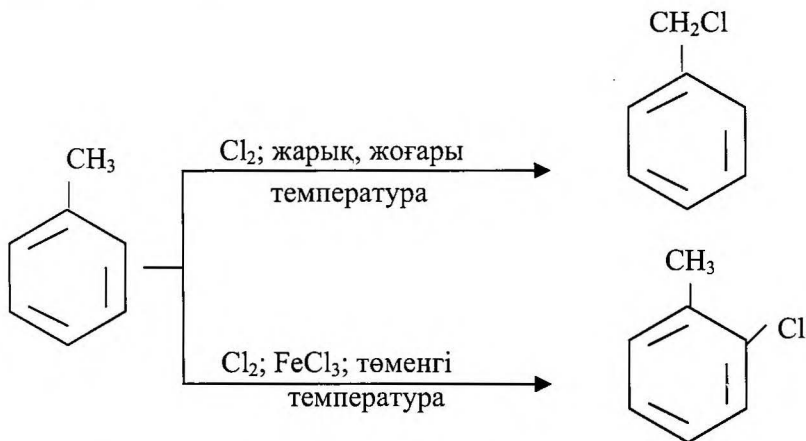 CH₂Cl
CH₃
Cl₂; жарық, жоғары
температура
CH₃
Cl
Cl₂; FeCl₃; төменгі
температура